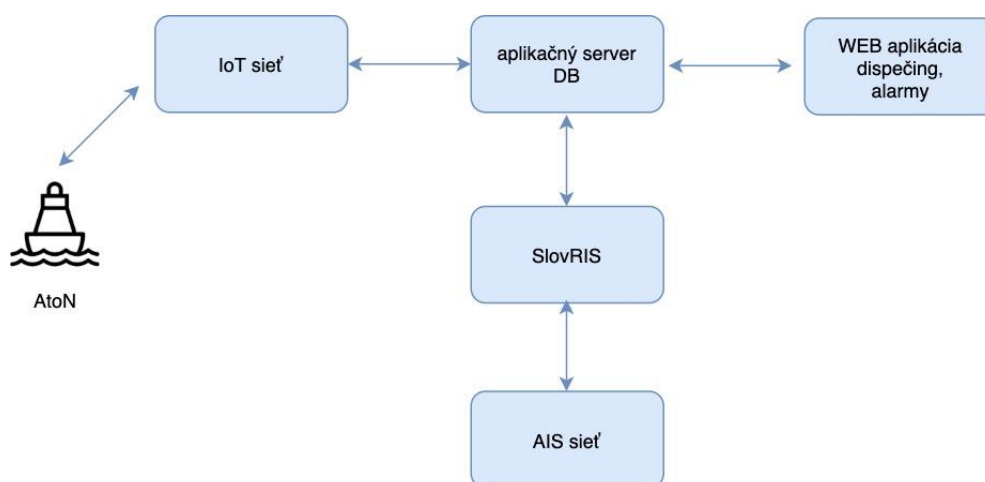 IoT sieť
aplikačný server
DB
WEB aplikácia
dispečing,
alarmy
AtoN
SlovRIS
AIS sieť